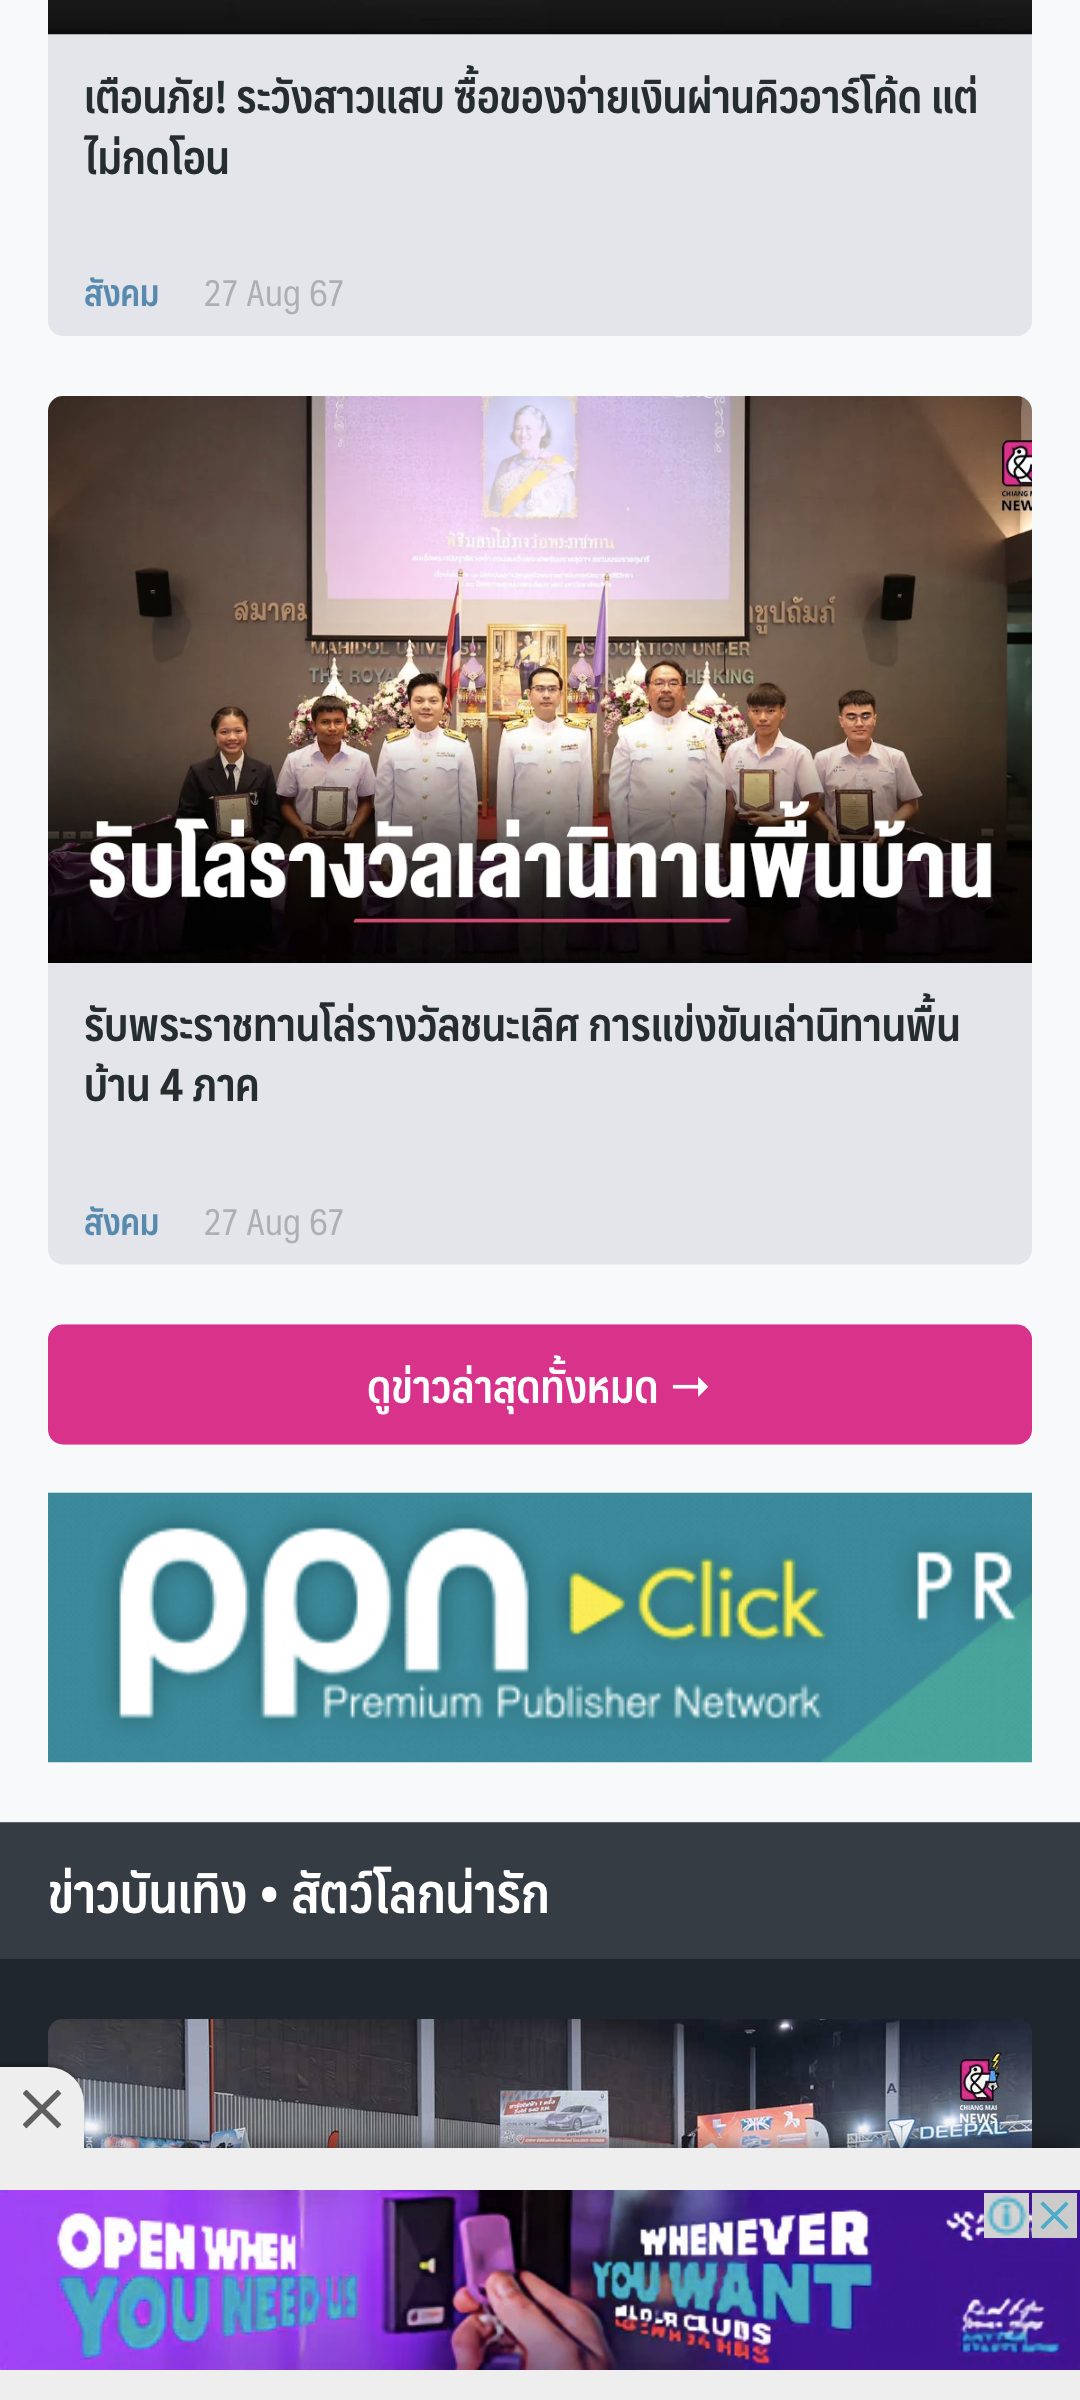 เตือนภัย! ระวังสาวแสบ ซื้อของจ่ายเงินผ่านคิวอาร์โค้ด แต่
ไม่กดโอน
สังคม 27 Aug 67
CHIANG
NEW
สมาคม
ชูปถัมภ์
MAHIDOL UNIVERS ASSOCIATION UNDER
THE ROYA THE KING
รับโล่รางวัลเล่านิทานพื้นบ้าน
รับพระราชทานโล่รางวัลชนะเลิศ การแข่งขันเล่านิทานพื้น
บ้าน 4 ภาค
สังคม 27 Aug 67
ดูข่าวล่าสุดทั้งหมด →
ppn Click PR
Premium Publisher Network
ข่าวบันเทิง • สัตว์โลกน่ารัก
A
CHIANG MAI
NEWS
DEEPAL
OPEN WHEN
YOU NEED US
WHENEVER
YOU WANT
CLUBS
24 HRS